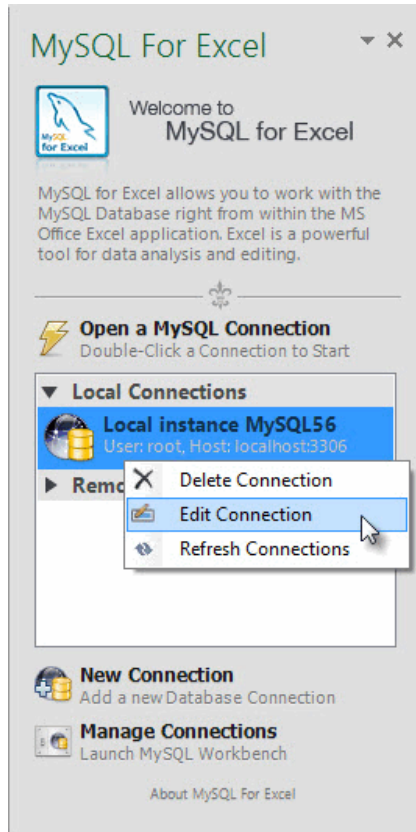 MySQL For Excel
MySQL
for Excel
Welcome to
MySQL for Excel
MySQL for Excel allows you to work with the
MySQL Database right from within the MS
Office Excel application. Excel is a powerful
tool for data analysis and editing.
Open a MySQL Connection
Double-Click a Connection to Start
Local Connections
Local instance MySQL56
User: root, Host: localhost:3306
Delete Connection
Edit Connection
Refresh Connections
New Connection
Add a new Database Connection
Manage Connections
Launch MySQL Workbench
About MySQL For Excel